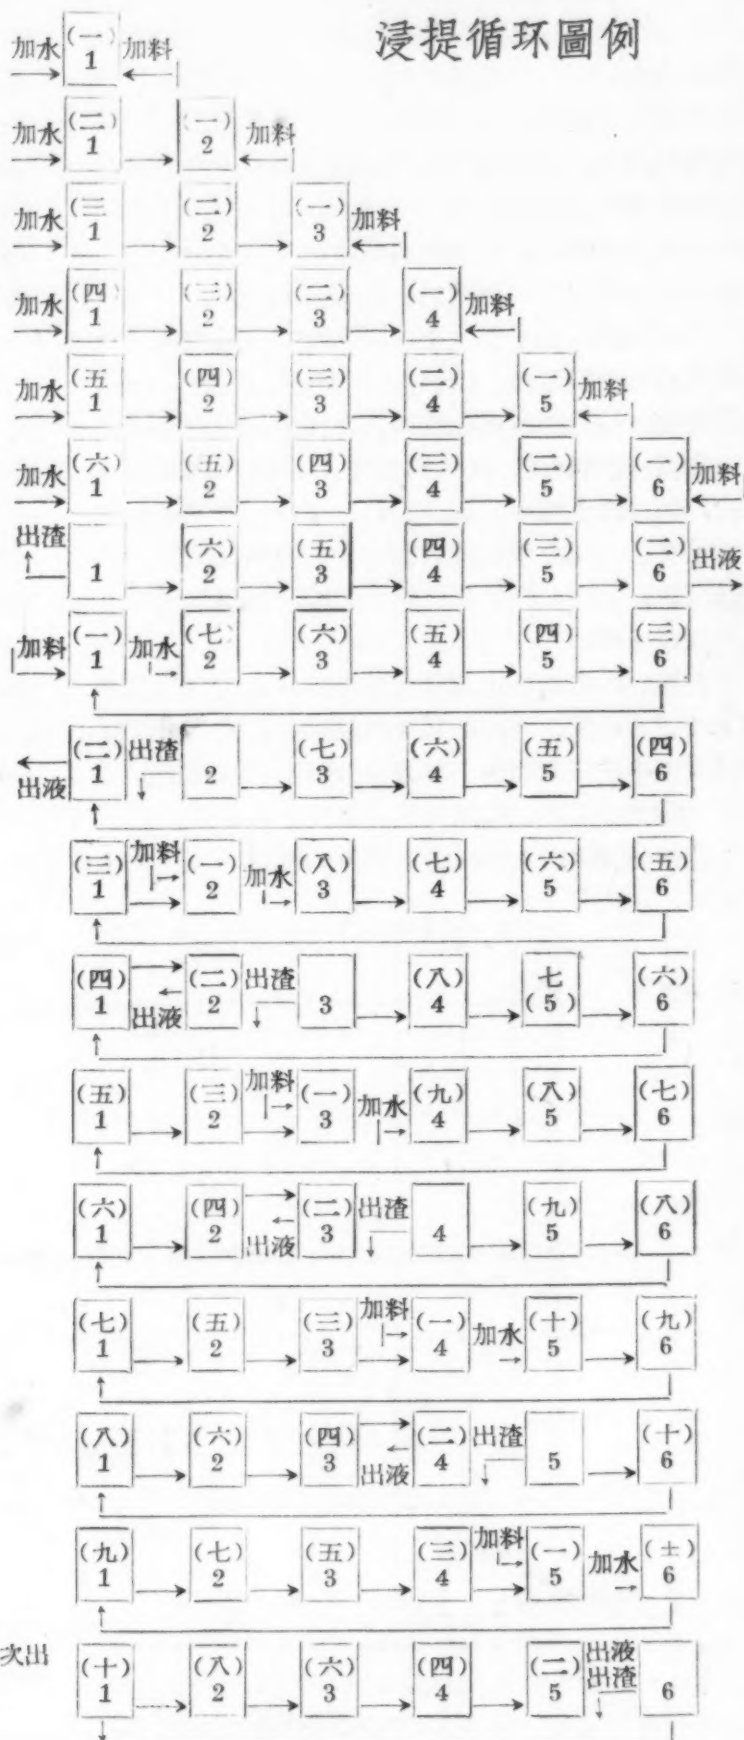 浸提循环圖例
加水 (一) 1 加料
加水 (二) 1 (一) 2 加料
加水 (三 1 (二) 2 (一) 3 加料
加水 (四) 1 (三) 2 (二) 3 (一) 4 加料
加水 (五 1 (四) 2 (三) 3 (二) 4 (一) 5 加料
加水 (六) 1 (五) 2 (四) 3 (三) 4 (二) 5 (一) 6 加料
出渣 1 (六) 2 (五) 3 (四) 4 (三) 5 (二) 6 出液
加料 (一) 1 加水 (七) 2 (六) 3 (五) 4 (四) 5 (三) 6
出液 (二) 1 出渣 2 (七) 3 (六) 4 (五) 5 (四) 6
(三) 1 加料 (一) 2 加水 (八) 3 (七) 4 (六) 5 (五) 6
(四) 1 出液 (二) 2 出渣 3 (八) 4 七 (5) (六) 6
(五) 1 (三) 2 加料 (一) 3 加水 (九) 4 (八) 5 (七) 6
(六) 1 (四) 2 出液 (二) 3 出渣 4 (九) 5 (八) 6
(七) 1 (五) 2 (三) 3 加料 (一) 4 加水 (十) 5 (九) 6
(八) 1 (六) 2 (四) 3 出液 (二) 4 出渣 5 (十) 6
(九) 1 (七) 2 (五) 3 (三) 4 加料 (一) 5 加水 (士) 6
次出 (十) 1 (八) 2 (六) 3 (四) 4 (二) 5 出液 出渣 6